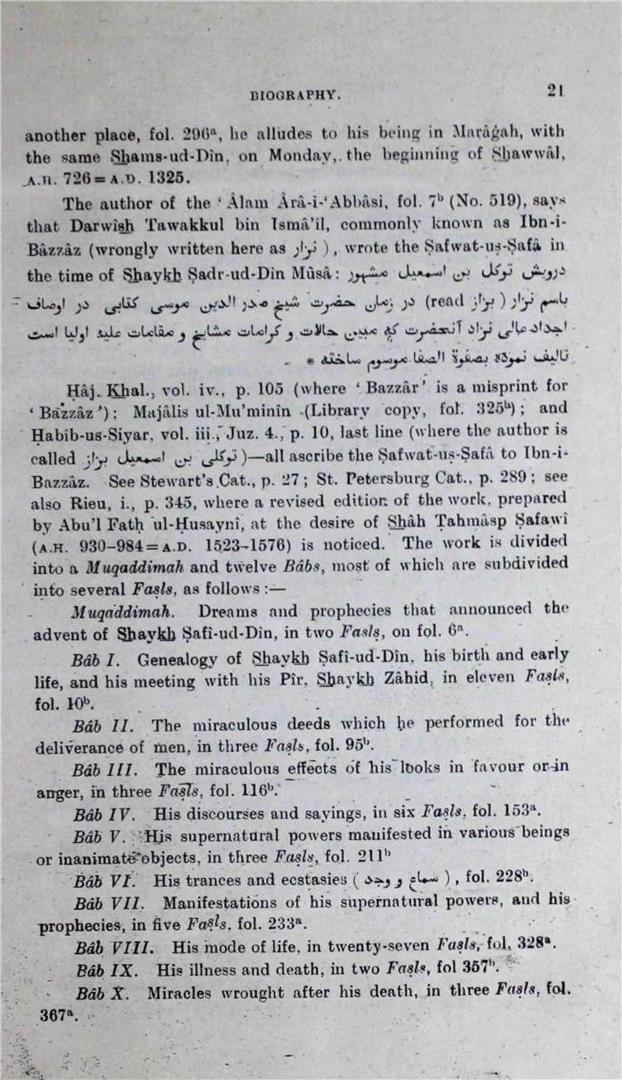 BIOGRAPHY. 21
another place, fol. 296ᵃ, he alludes to his being in Marâg͟hah, with
the same S͟hams-ud-Dîn, on Monday, the beginning of S͟hawwâl,
A.H. 726 = A.D. 1325.
The author of the ‘Âlam Ârâ-i-‘Abbâsi, fol. 7ᵇ (No. 519), says
that Darwîs͟h Tawakkul bin Ismâ‘il, commonly known as Ibn-i-
Bâzzâz (wrongly written here as نزار ), wrote the Ṣafwat-uṣ-Ṣafâ in
the time of S͟hayk͟h Ṣadr-ud-Dîn Mûsâ : درویش توکل بن اسمعیل مشهور
باسم نزار ( بزاز read) در زمان حضرت شیخ صدر الدین موسی کتابی در اوصاف
اجداد عالی نژاد آنحضرت که مبین حالات و کرامات مشایخ و مقامات علیه اولیا است
تالیف نموده بصفوة الصفا موسوم ساخته *
Ḥâj. K͟hal., vol. iv., p. 105 (where ‘Bazzâr’ is a misprint for
‘Bazzâz’); Majâlis ul-Mu’minîn (Library copy, fol. 325ᵇ); and
Ḥabîb-us-Siyar, vol. iii., Juz. 4., p. 10, last line (where the author is
called توکلی بن اسمعیل بزاز )—all ascribe the Ṣafwat-uṣ-Ṣafâ to Ibn-i-
Bazzâz. See Stewart's Cat., p. 27 ; St. Petersburg Cat., p. 289 ; see
also Rieu, i., p. 345, where a revised edition of the work, prepared
by Abu'l Fatḥ ul-Ḥusaynî, at the desire of S͟hâh Ṭahmâsp Ṣafawî
(A.H. 930–984 = A.D. 1523–1576) is noticed. The work is divided
into a Muqaddimah and twelve Bâbs, most of which are subdivided
into several Faṣls, as follows :—
Muqaddimah. Dreams and prophecies that announced the
advent of S͟hayk͟h Ṣafî-ud-Dîn, in two Faṣls, on fol. 6ᵃ.
Bâb I. Genealogy of S͟hayk͟h Ṣafî-ud-Dîn, his birth and early
life, and his meeting with his Pîr, S͟hayk͟h Zâhid, in eleven Faṣls,
fol. 10ᵇ.
Bâb II. The miraculous deeds which he performed for the
deliverance of men, in three Faṣls, fol. 95ᵇ.
Bâb III. The miraculous effects of his looks in favour or in
anger, in three Faṣls, fol. 116ᵇ.
Bâb IV. His discourses and sayings, in six Faṣls, fol. 153ᵃ.
Bâb V. His supernatural powers manifested in various beings
or inanimate objects, in three Faṣls, fol. 211ᵇ
Bâb VI. His trances and ecstasies ( سماع و وجد ) , fol. 228ᵇ.
Bâb VII. Manifestations of his supernatural powers, and his
prophecies, in five Faṣls, fol. 233ᵃ.
Bâb VIII. His mode of life, in twenty-seven Faṣls, fol. 328ᵃ.
Bâb IX. His illness and death, in two Faṣls, fol 357ᵇ.
Bâb X. Miracles wrought after his death, in three Faṣls, fol.
367ᵃ.